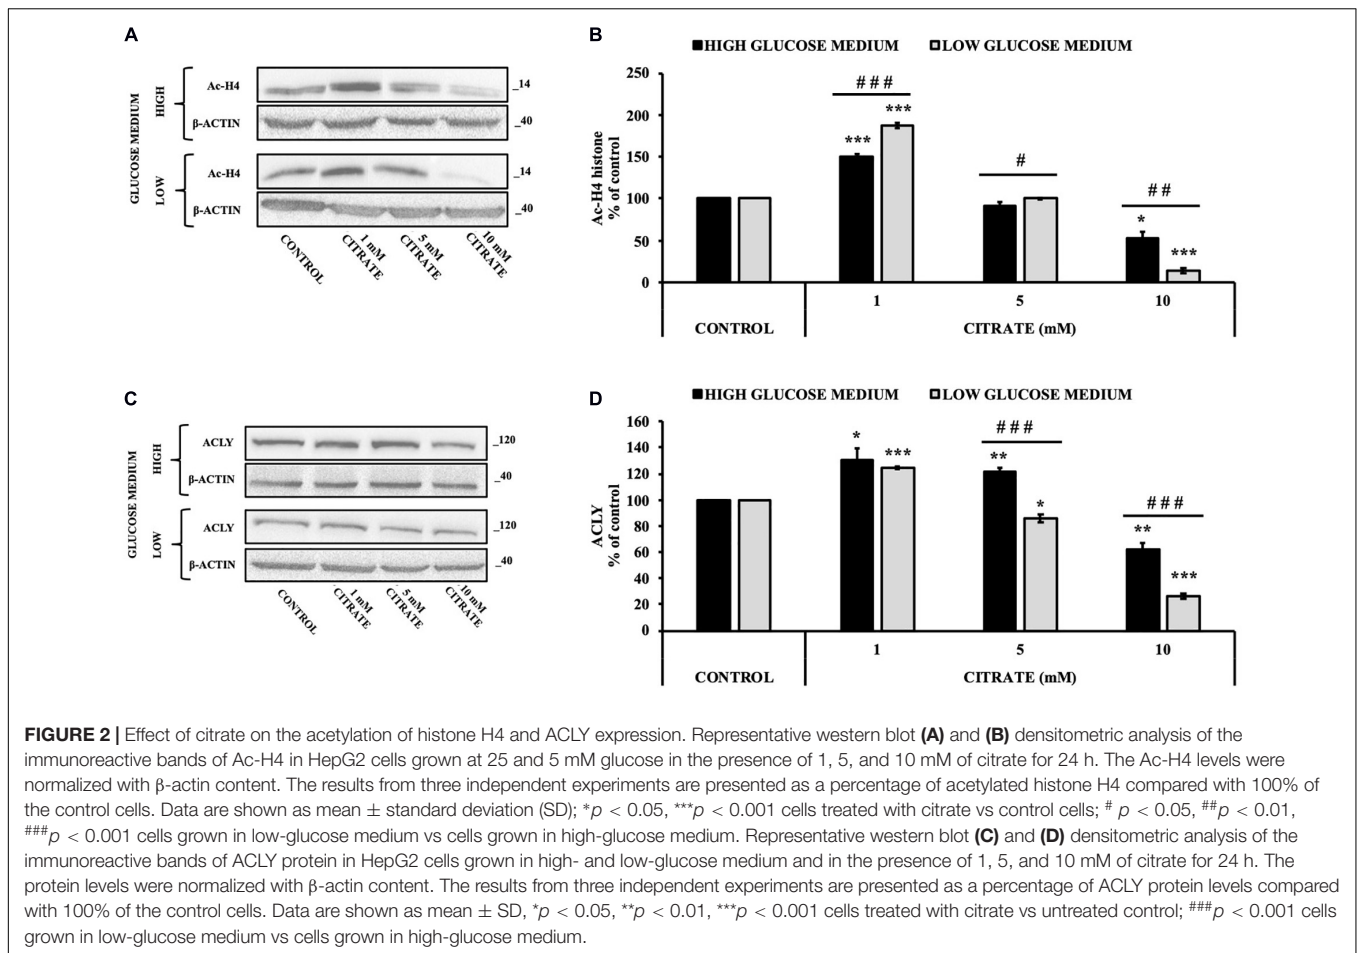 A
GLUCOSE MEDIUM
HIGH
Ac-H4
_14
β-ACTIN
_40
LOW
Ac-H4
_14
β-ACTIN
_40
CONTROL
1 mM
CITRATE
5 mM
CITRATE
10 mM
CITRATE
B
HIGH GLUCOSE MEDIUM
LOW GLUCOSE MEDIUM
Ac-H4 histone
% of control
250
200
150
100
50
0
# # #
***
***
#
# #
*
***
1
5
10
CONTROL
CITRATE (mM)
C
GLUCOSE MEDIUM
HIGH
ACLY
_120
β-ACTIN
_40
LOW
ACLY
_120
β-ACTIN
_40
CONTROL
1 mM
CITRATE
5 mM
CITRATE
10 mM
CITRATE
D
HIGH GLUCOSE MEDIUM
LOW GLUCOSE MEDIUM
ACLY
% of control
160
140
120
100
80
60
40
20
0
*
***
# # #
**
*
# # #
**
***
1
5
10
CONTROL
CITRATE (mM)
FIGURE 2 | Effect of citrate on the acetylation of histone H4 and ACLY expression. Representative western blot (A) and (B) densitometric analysis of the
immunoreactive bands of Ac-H4 in HepG2 cells grown at 25 and 5 mM glucose in the presence of 1, 5, and 10 mM of citrate for 24 h. The Ac-H4 levels were
normalized with β-actin content. The results from three independent experiments are presented as a percentage of acetylated histone H4 compared with 100% of
the control cells. Data are shown as mean ± standard deviation (SD); *p < 0.05, ***p < 0.001 cells treated with citrate vs control cells; # p < 0.05, ##p < 0.01,
###p < 0.001 cells grown in low-glucose medium vs cells grown in high-glucose medium. Representative western blot (C) and (D) densitometric analysis of the
immunoreactive bands of ACLY protein in HepG2 cells grown in high- and low-glucose medium and in the presence of 1, 5, and 10 mM of citrate for 24 h. The
protein levels were normalized with β-actin content. The results from three independent experiments are presented as a percentage of ACLY protein levels compared
with 100% of the control cells. Data are shown as mean ± SD, *p < 0.05, **p < 0.01, ***p < 0.001 cells treated with citrate vs untreated control; ###p < 0.001 cells
grown in low-glucose medium vs cells grown in high-glucose medium.